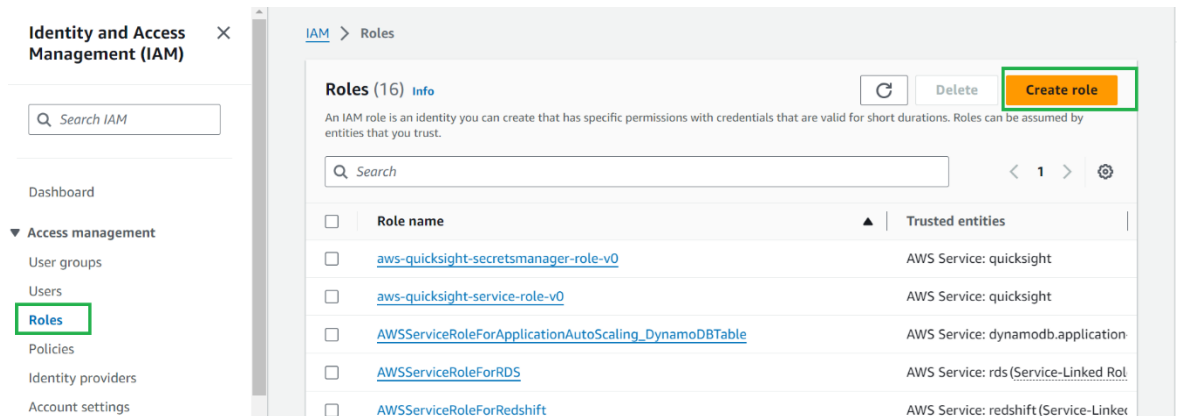 Identity and Access
Management (IAM)
Search IAM
Dashboard
Access management
User groups
Users
Roles
Policies
Identity providers
Account settings
IAM > Roles
Roles (16) Info
Delete
Create role
An IAM role is an identity you can create that has specific permissions with credentials that are valid for short durations. Roles can be assumed by
entities that you trust.
Search
< 1 >
Role name
Trusted entities
aws-quicksight-secretsmanager-role-v0
AWS Service: quicksight
aws-quicksight-service-role-v0
AWS Service: quicksight
AWSServiceRoleForApplicationAutoScaling_DynamoDBTable
AWS Service: dynamodb.application-
AWSServiceRoleForRDS
AWS Service: rds (Service-Linked Rol
AWSServiceRoleForRedshift
AWS Service: redshift (Service-Linked